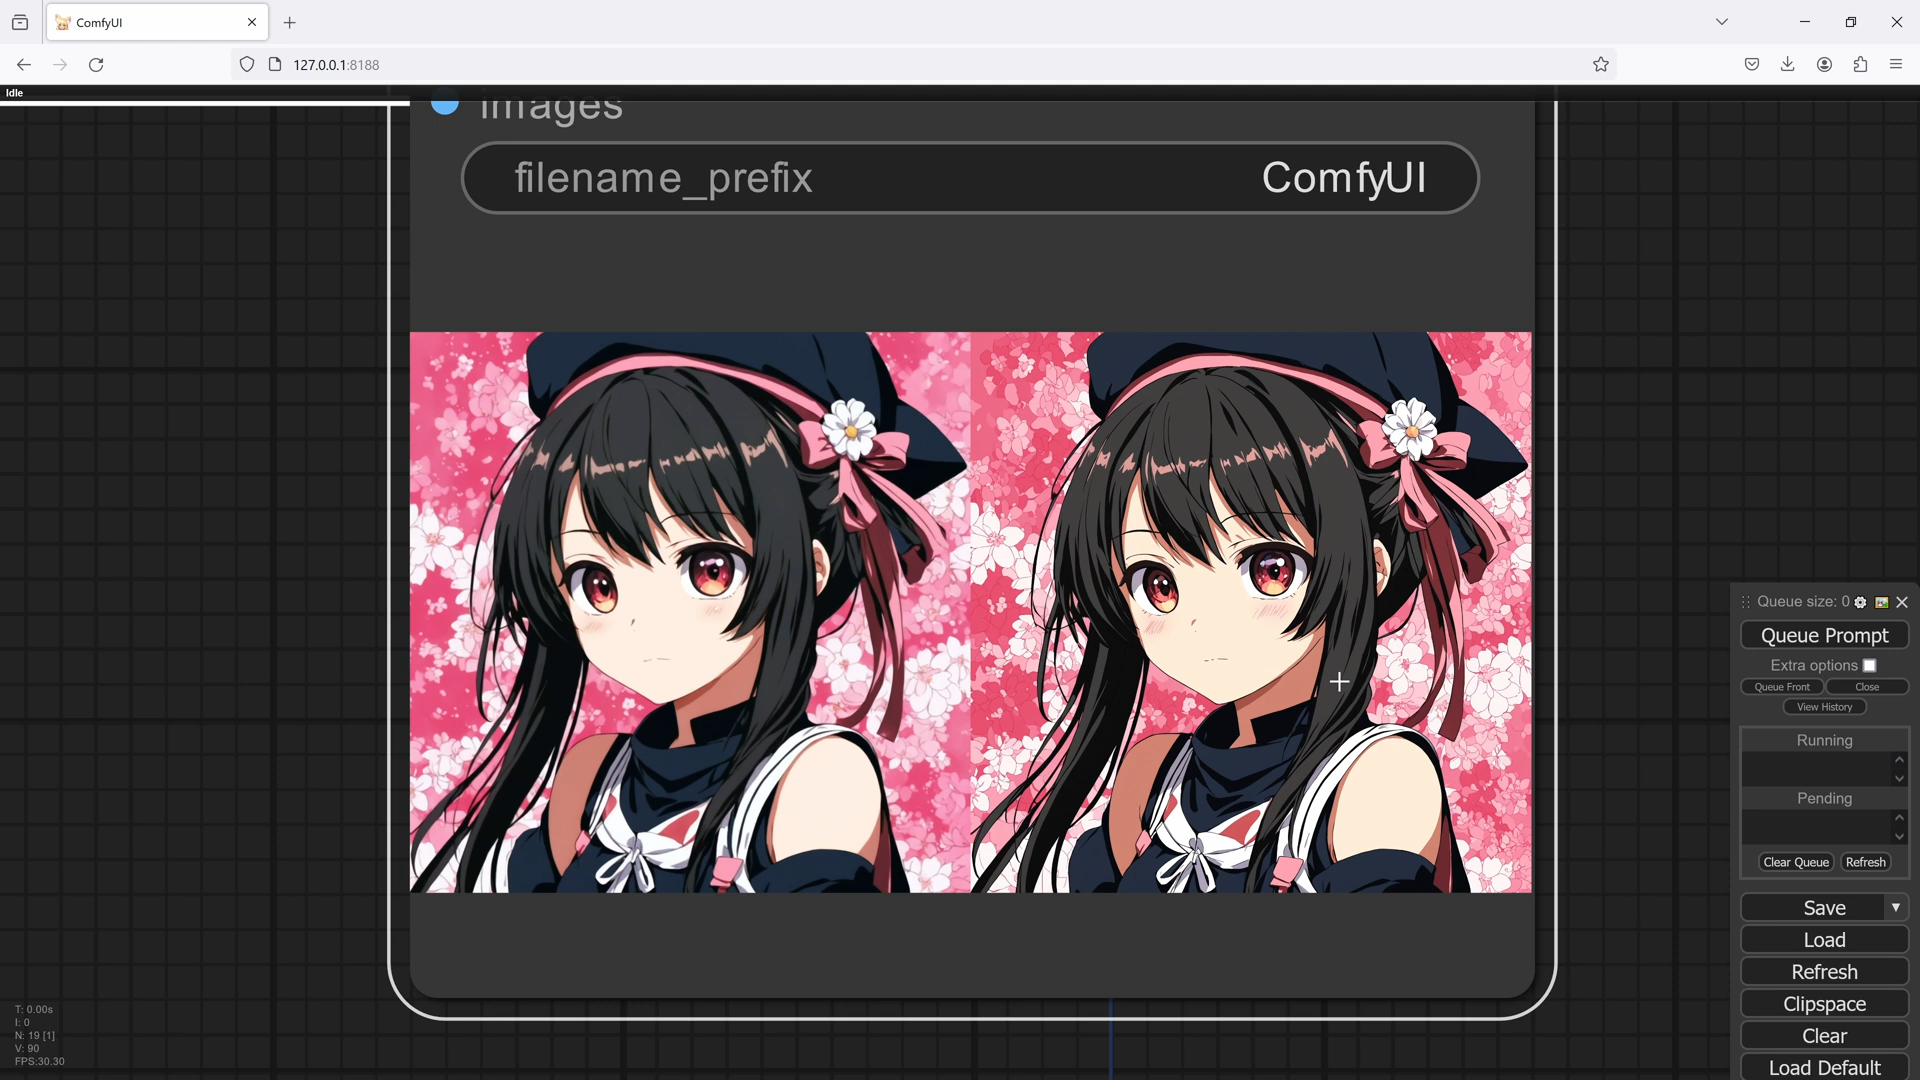 ComfyUI
127.0.0.1:8188
Idle
images
filename_prefix ComfyUI
Queue size: 0
Queue Prompt
Extra options
Queue Front Close
View History
Running
Pending
Clear Queue Refresh
Save ▼
Load
Refresh
Clipspace
Clear
Load Default
T: 0.00s
I: 0
N: 19 [1]
V: 90
FPS:30.30